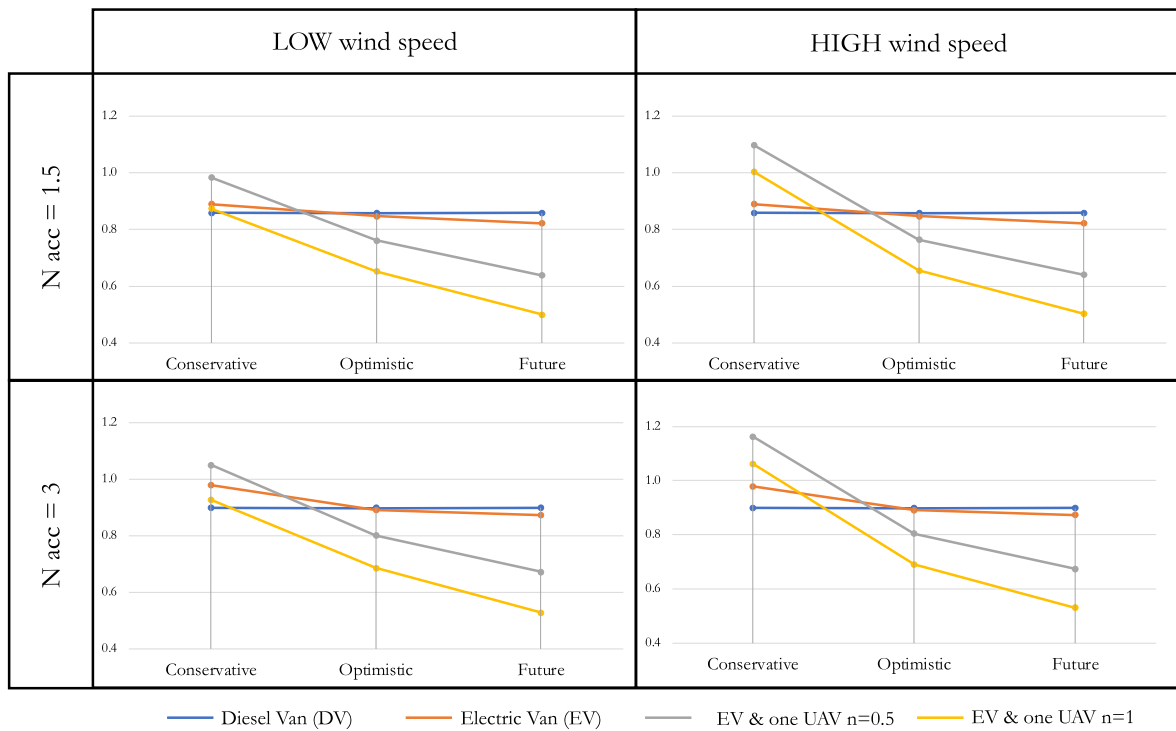 LOW wind speed
HIGH wind speed
N acc = 1.5
1.2
1.0
0.8
0.6
0.4
Conservative
Optimistic
Future
1.2
1.0
0.8
0.6
0.4
Conservative
Optimistic
Future
N acc = 3
1.2
1.0
0.8
0.6
0.4
Conservative
Optimistic
Future
1.2
1.0
0.8
0.6
0.4
Conservative
Optimistic
Future
Diesel Van (DV) Electric Van (EV) EV & one UAV n=0.5 EV & one UAV n=1